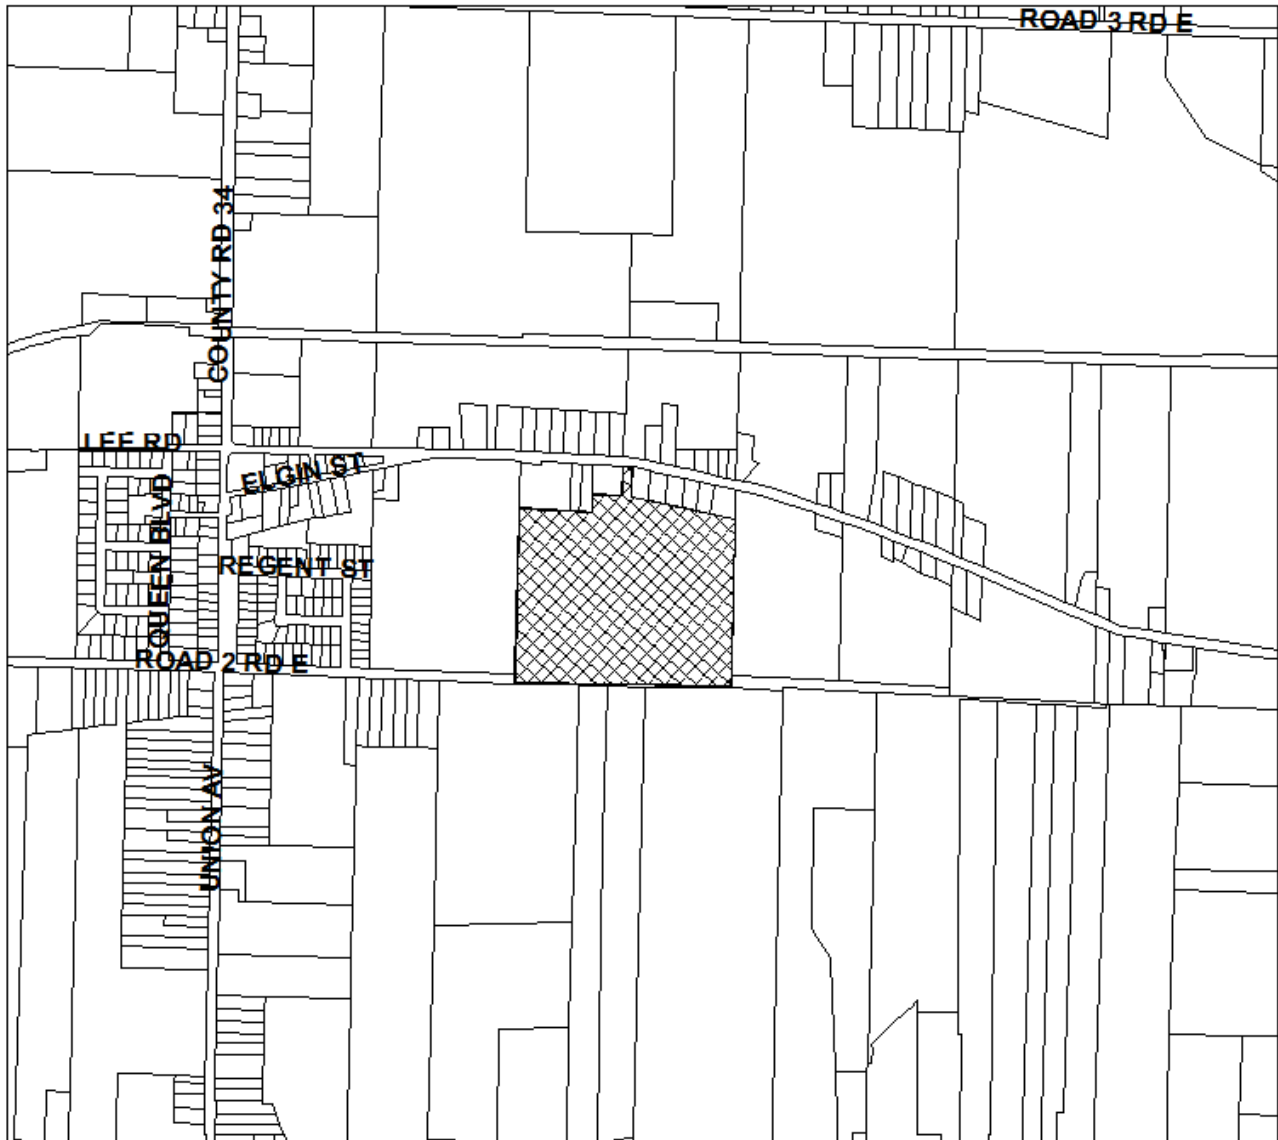 ROAD 3 RD E
COUNTY RD 34
LEE RD
ELGIN ST
QUEEN BLVD
REGENT ST
ROAD 2 RD E
UNION AV